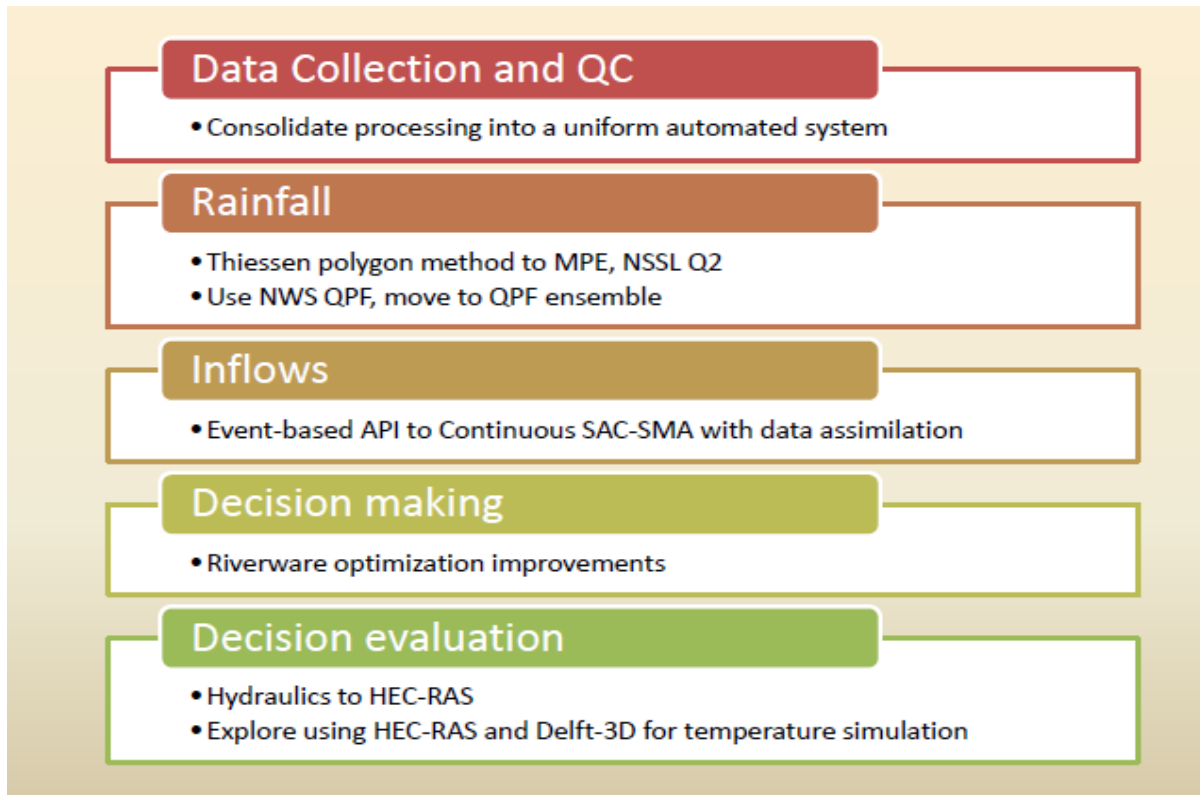 Data Collection and QC
• Consolidate processing into a uniform automated system
Rainfall
• Thiessen polygon method to MPE, NSSL Q2
• Use NWS QPF, move to QPF ensemble
Inflows
• Event-based API to Continuous SAC-SMA with data assimilation
Decision making
• Riverware optimization improvements
Decision evaluation
• Hydraulics to HEC-RAS
• Explore using HEC-RAS and Delft-3D for temperature simulation